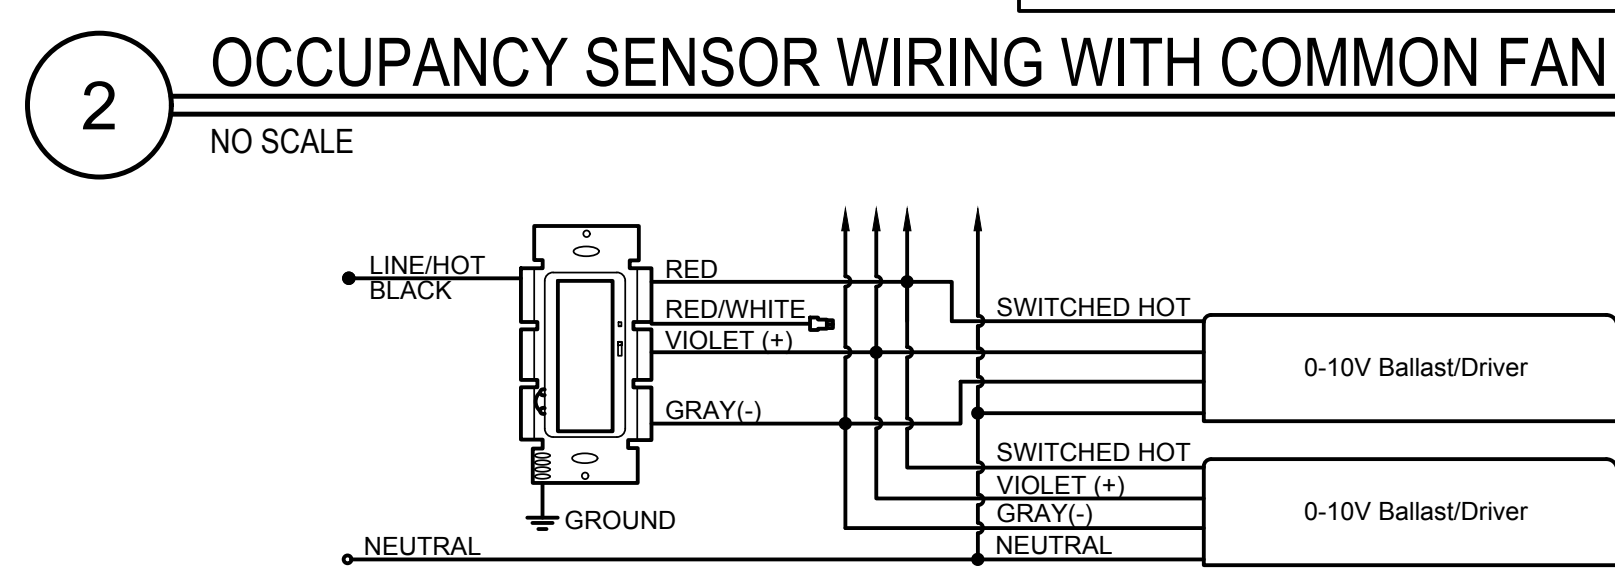 2
OCCUPANCY SENSOR WIRING WITH COMMON FAN
NO SCALE
LINE/HOT
BLACK
RED
RED/WHITE
VIOLET (+)
GRAY(-)
GROUND
NEUTRAL
SWITCHED HOT
0-10V Ballast/Driver
SWITCHED HOT
VIOLET (+)
GRAY(-)
NEUTRAL
0-10V Ballast/Driver